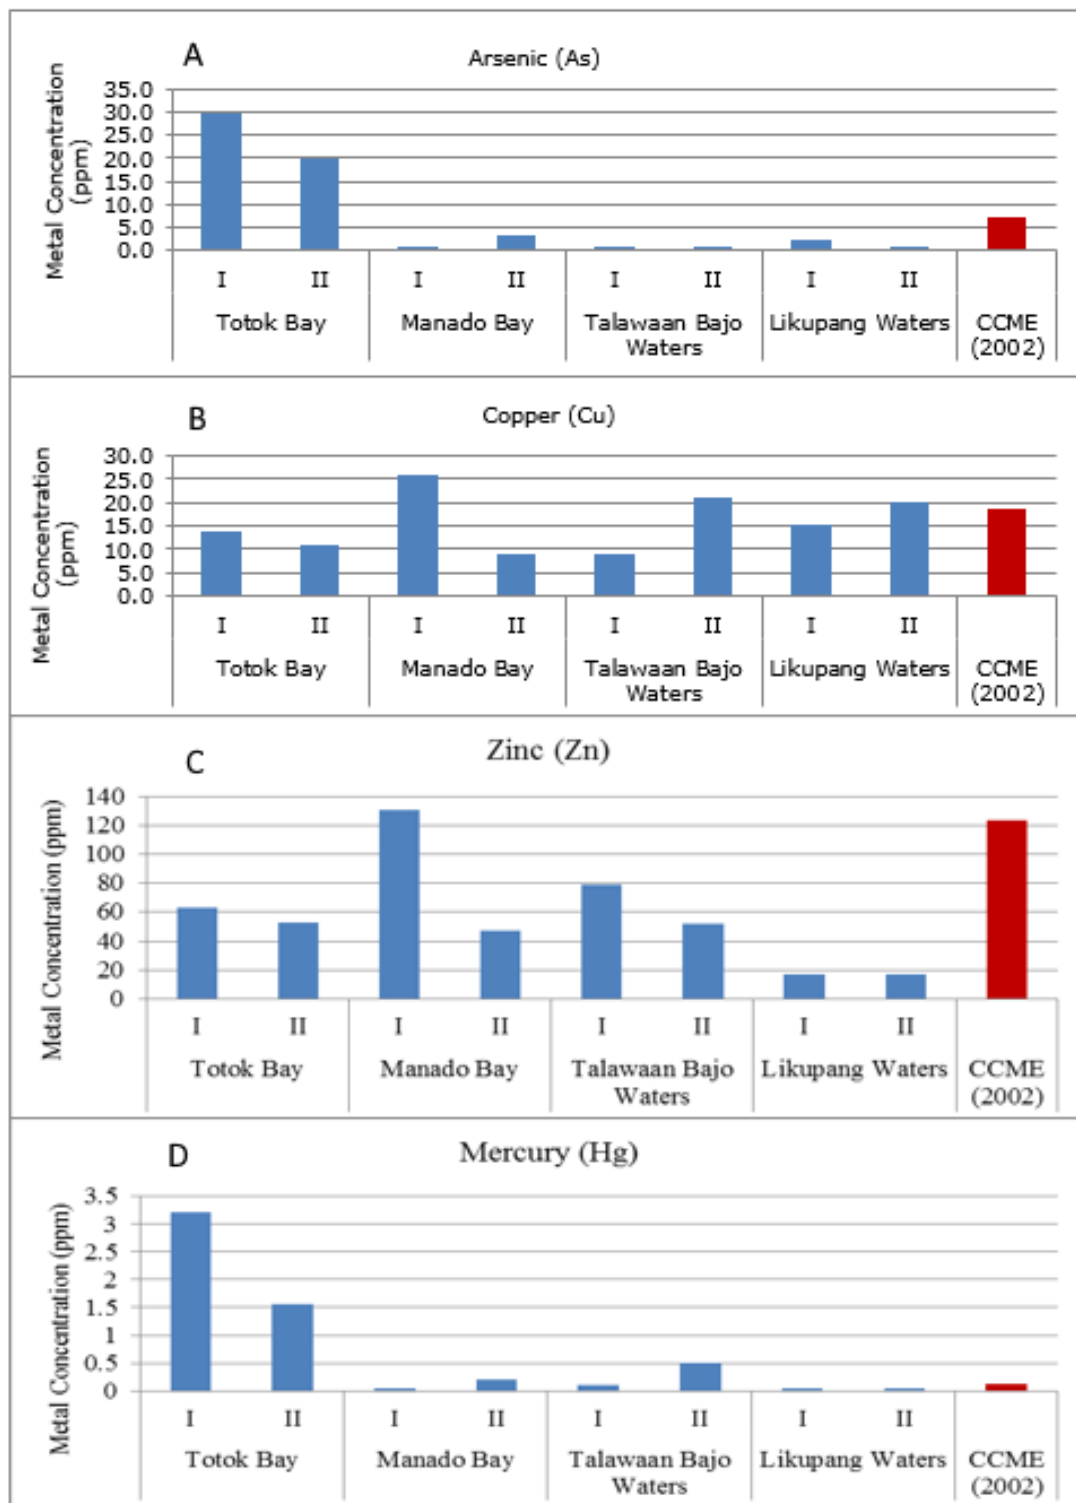 A
Arsenic (As)
Metal Concentration
(ppm)
35.0
30.0
25.0
20.0
15.0
10.0
5.0
0.0
I II I II I II I II
Totok Bay Manado Bay Talawaan Bajo Likupang Waters CCME
Waters (2002)
B
Copper (Cu)
Metal Concentration
(ppm)
30.0
25.0
20.0
15.0
10.0
5.0
0.0
I II I II I II I II
Totok Bay Manado Bay Talawaan Bajo Likupang Waters CCME
Waters (2002)
C
Zinc (Zn)
Metal Concentration (ppm)
140
120
100
80
60
40
20
0
I II I II I II I II
Totok Bay Manado Bay Talawaan Bajo Likupang Waters CCME
Waters (2002)
D
Mercury (Hg)
Metal Concentration (ppm)
3.5
3
2.5
2
1.5
1
0.5
0
I II I II I II I II
Totok Bay Manado Bay Talawaan Bajo Likupang Waters CCME
Waters (2002)